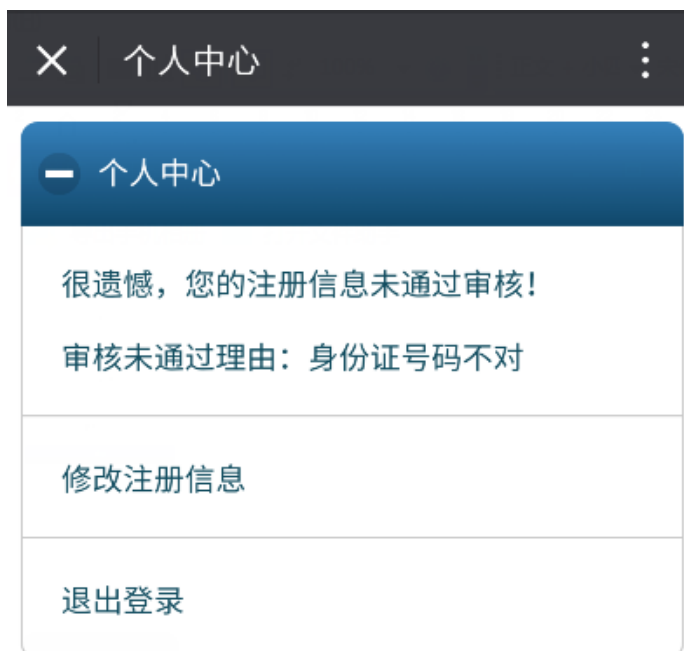 个人中心
个人中心
很遗憾，您的注册信息未通过审核！
审核未通过理由：身份证号码不对
修改注册信息
退出登录